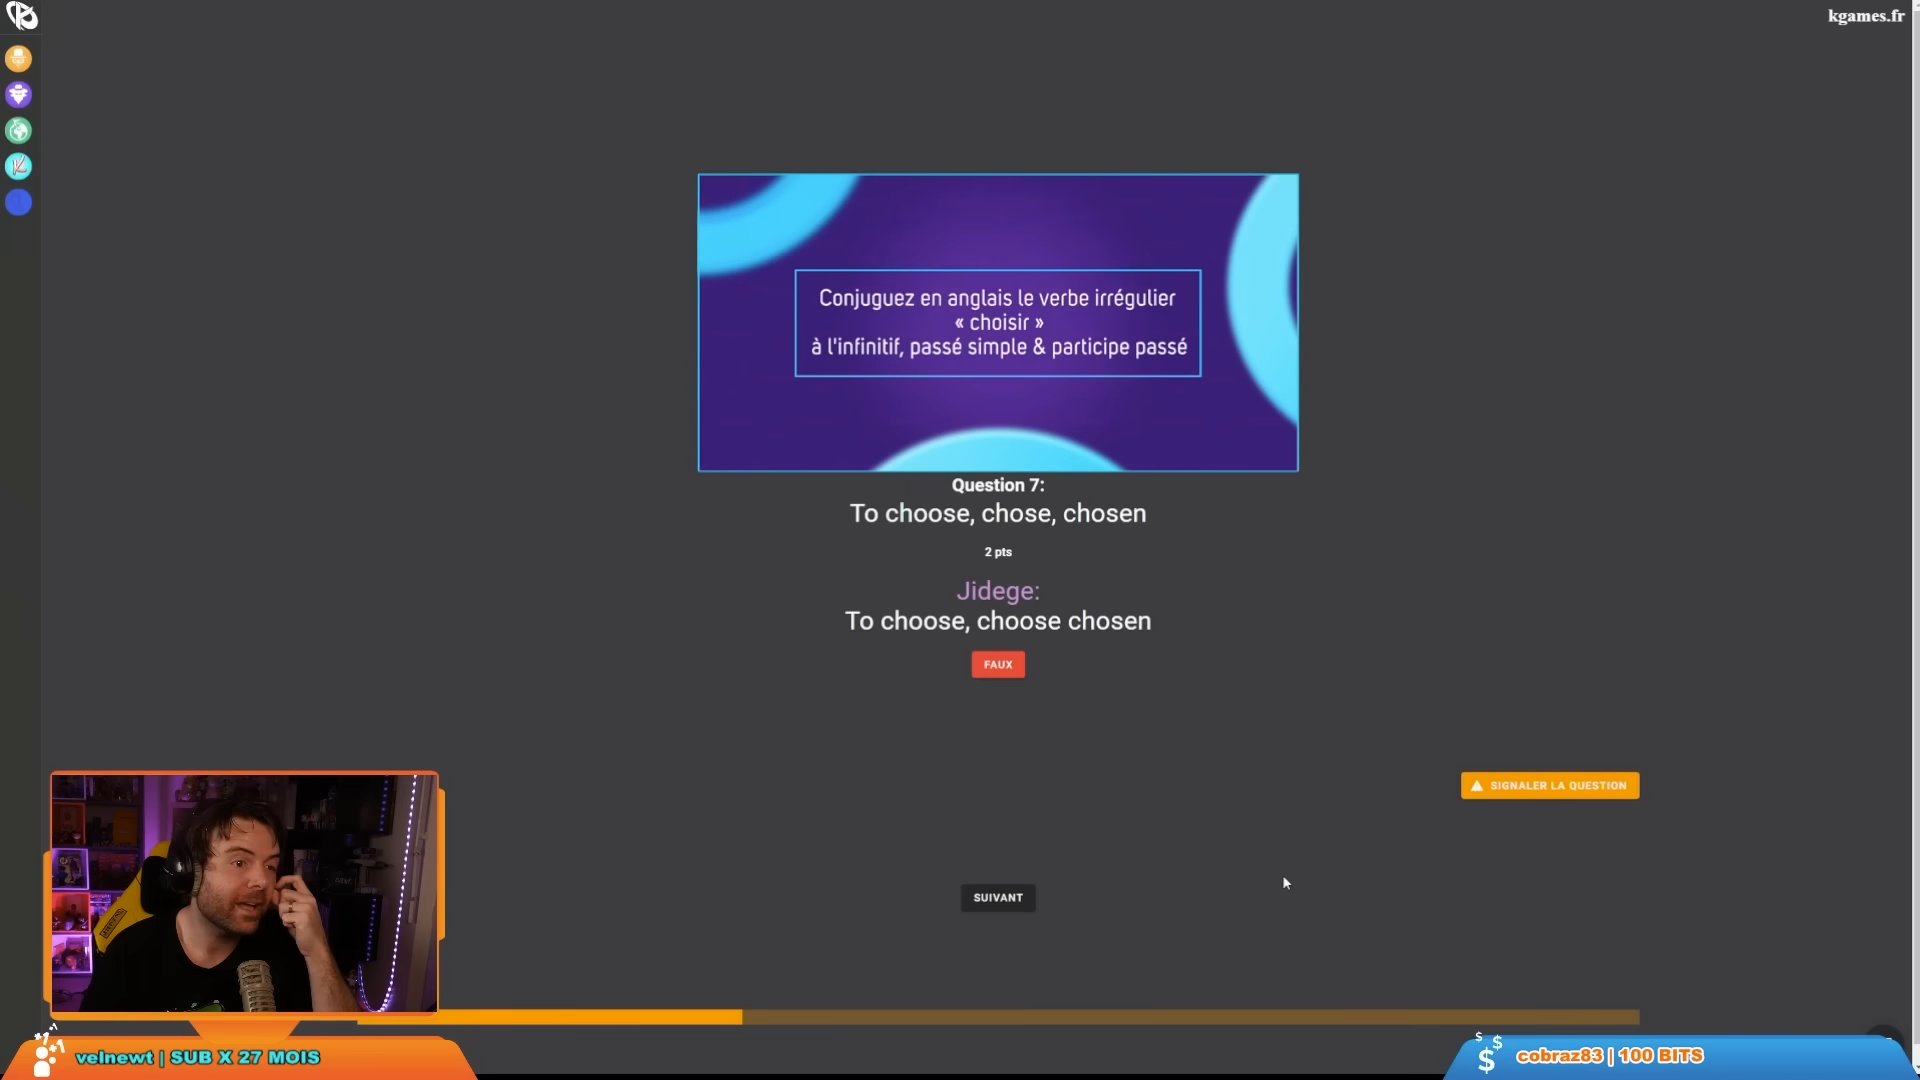 kgames.fr
Conjuguez en anglais le verbe irrégulier
« choisir »
à l'infinitif, passé simple & participe passé
Question 7:
To choose, chose, chosen
2 pts
Jidege:
To choose, choose chosen
FAUX
SIGNALER LA QUESTION
SUIVANT
velnewt | SUB X 27 MOIS
cobraz83 | 100 BITS